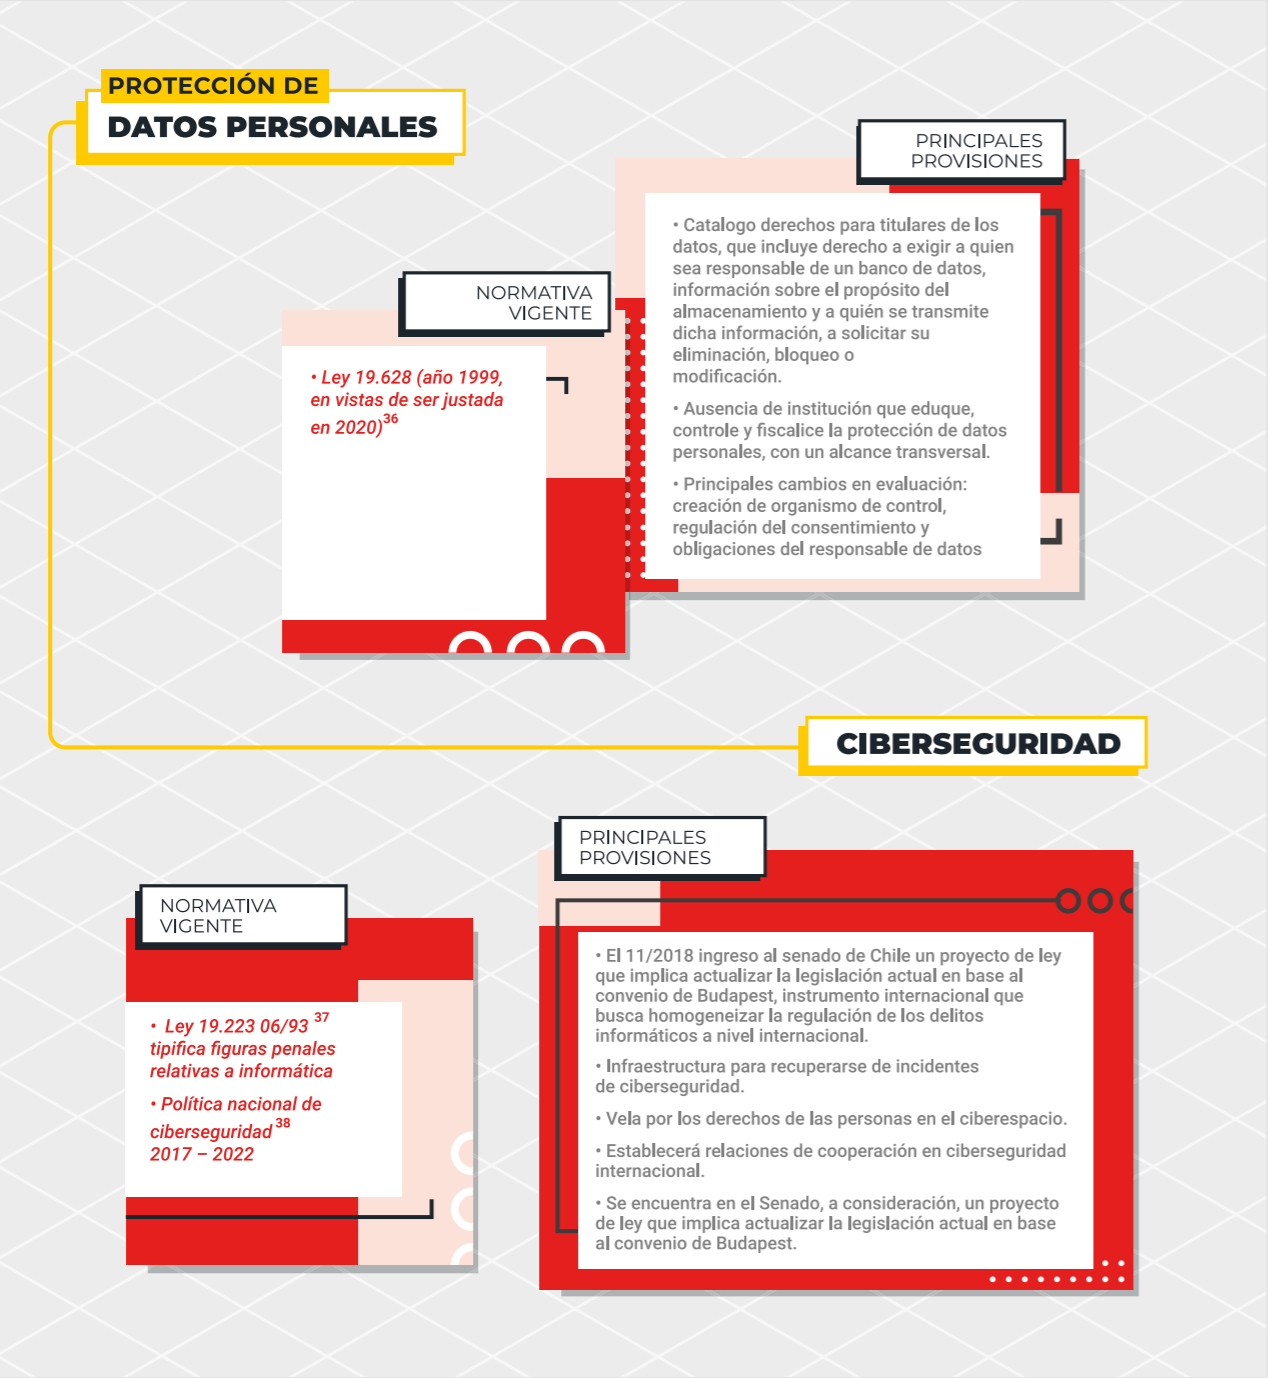 PROTECCIÓN DE
DATOS PERSONALES
NORMATIVA
VIGENTE
• Ley 19.628 (año 1999,
en vistas de ser justada
en 2020)36
PRINCIPALES
PROVISIONES
• Catalogo derechos para titulares de los
datos, que incluye derecho a exigir a quien
sea responsable de un banco de datos,
información sobre el propósito del
almacenamiento y a quién se transmite
dicha información, a solicitar su
eliminación, bloqueo o
modificación.
• Ausencia de institución que eduque,
controle y fiscalice la protección de datos
personales, con un alcance transversal.
• Principales cambios en evaluación:
creación de organismo de control,
regulación del consentimiento y
obligaciones del responsable de datos
CIBERSEGURIDAD
NORMATIVA
VIGENTE
• Ley 19.223 06/93 37
tipifica figuras penales
relativas a informática
• Política nacional de
ciberseguridad 38
2017 – 2022
PRINCIPALES
PROVISIONES
• El 11/2018 ingreso al senado de Chile un proyecto de ley
que implica actualizar la legislación actual en base al
convenio de Budapest, instrumento internacional que
busca homogeneizar la regulación de los delitos
informáticos a nivel internacional.
• Infraestructura para recuperarse de incidentes
de ciberseguridad.
• Vela por los derechos de las personas en el ciberespacio.
• Establecerá relaciones de cooperación en ciberseguridad
internacional.
• Se encuentra en el Senado, a consideración, un proyecto
de ley que implica actualizar la legislación actual en base
al convenio de Budapest.